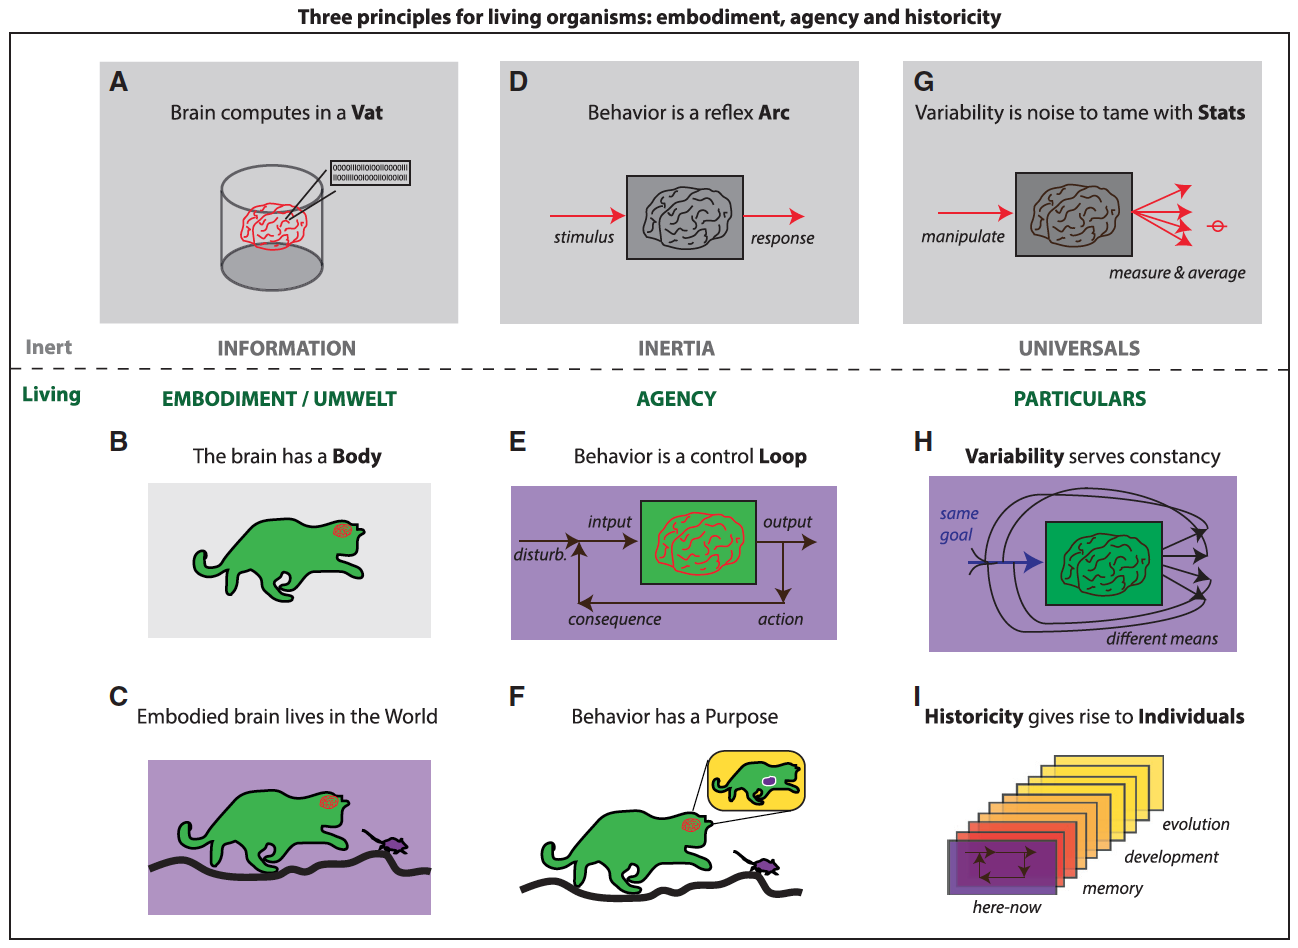 Three principles for living organisms: embodiment, agency and historicity
A
Brain computes in a Vat
D
Behavior is a reflex Arc
stimulus
response
G
Variability is noise to tame with Stats
manipulate
measure & average
Inert
INFORMATION
INERTIA
UNIVERSALS
Living
EMBODIMENT / UMWELT
AGENCY
PARTICULARS
B
The brain has a Body
E
Behavior is a control Loop
intput
output
disturb.
consequence
action
H
Variability serves constancy
same
goal
different means
C
Embodied brain lives in the World
F
Behavior has a Purpose
I
Historicity gives rise to Individuals
evolution
development
memory
here-now